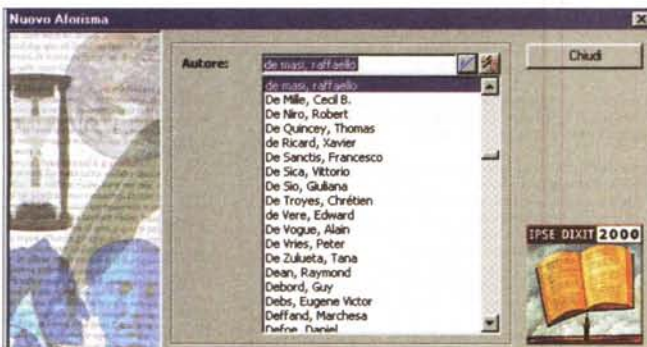 Nuovo Aforisma
Autore: de masi, raffaello
Chiudi
de masi, raffaello
De Mille, Cecil B.
De Niro, Robert
De Quincey, Thomas
de Ricard, Xavier
De Sanctis, Francesco
De Sica, Vittorio
De Sio, Giuliana
De Troyes, Chrétien
de Vere, Edward
De Vogue, Alain
De Vries, Peter
De Zulueta, Tana
Dean, Raymond
Debord, Guy
Debs, Eugene Victor
Deffand, Marchesa
Defoe, Daniel
IPSE DIXIT 2000